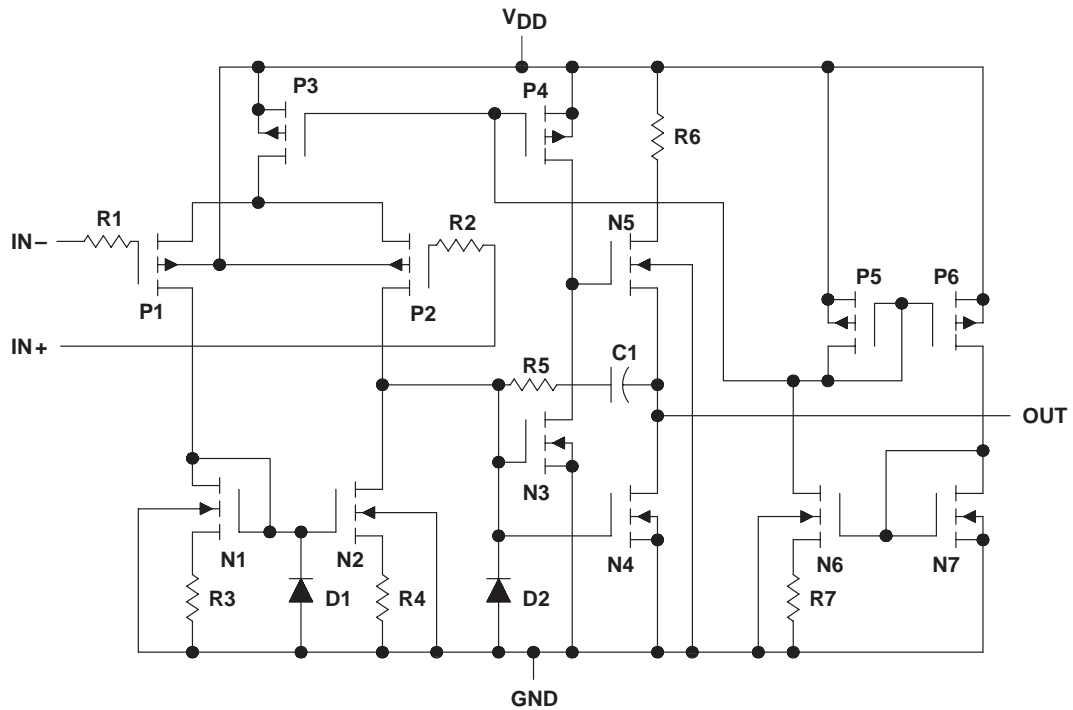 VDD
P3
P4
R6
R1
R2
N5
IN−
P5
P6
P1
P2
IN+
R5
C1
OUT
N3
N1
N2
N4
N6
N7
R3
D1
R4
D2
R7
GND